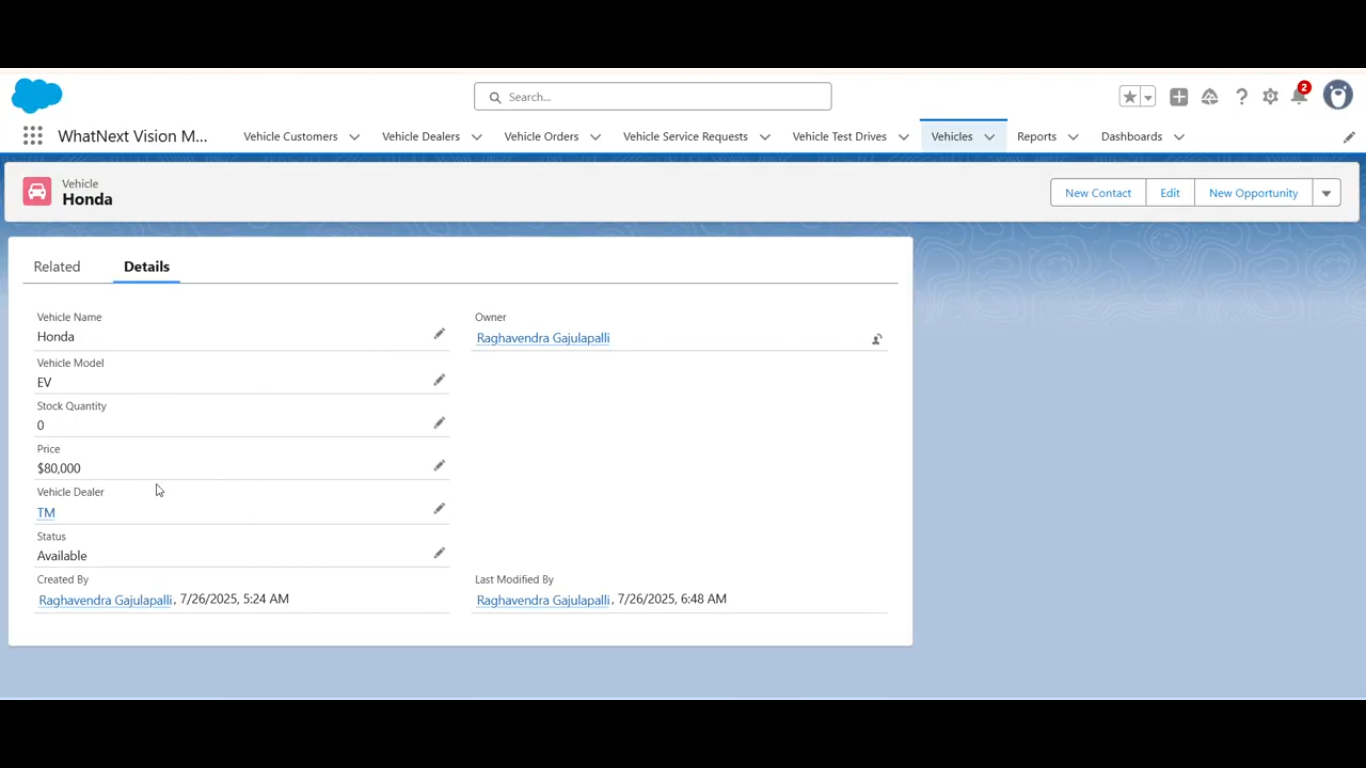 Search...
2
WhatNext Vision M...
Vehicle Customers
Vehicle Dealers
Vehicle Orders
Vehicle Service Requests
Vehicle Test Drives
Vehicles
Reports
Dashboards
Vehicle
Honda
New Contact
Edit
New Opportunity
Related
Details
Vehicle Name
Honda
Owner
Raghavendra Gajulapalli
Vehicle Model
EV
Stock Quantity
0
Price
$80,000
Vehicle Dealer
TM
Status
Available
Created By
Raghavendra Gajulapalli, 7/26/2025, 5:24 AM
Last Modified By
Raghavendra Gajulapalli, 7/26/2025, 6:48 AM